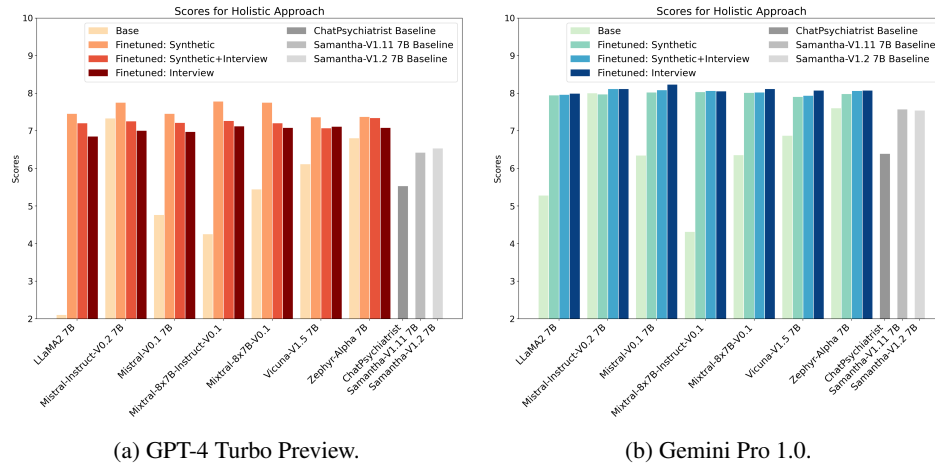 Scores for Holistic Approach
Base
Finetuned: Synthetic
Finetuned: Synthetic+Interview
Finetuned: Interview
ChatPsychiatrist Baseline
Samantha-V1.11 7B Baseline
Samantha-V1.2 7B Baseline
Scores
10
9
8
7
6
5
4
3
2
LLaMA2 7B
Mistral-Instruct-V0.2 7B
Mistral-V0.1 7B
Mixtral-8x7B-Instruct-V0.1
Mixtral-8x7B-V0.1
Vicuna-V1.5 7B
Zephyr-Alpha 7B
ChatPsychiatrist
Samantha-V1.11 7B
Samantha-V1.2 7B
(a) GPT-4 Turbo Preview.
Scores for Holistic Approach
Base
Finetuned: Synthetic
Finetuned: Synthetic+Interview
Finetuned: Interview
ChatPsychiatrist Baseline
Samantha-V1.11 7B Baseline
Samantha-V1.2 7B Baseline
Scores
10
9
8
7
6
5
4
3
2
LLaMA2 7B
Mistral-Instruct-V0.2 7B
Mistral-V0.1 7B
Mixtral-8x7B-Instruct-V0.1
Mixtral-8x7B-V0.1
Vicuna-V1.5 7B
Zephyr-Alpha 7B
ChatPsychiatrist
Samantha-V1.11 7B
Samantha-V1.2 7B
(b) Gemini Pro 1.0.